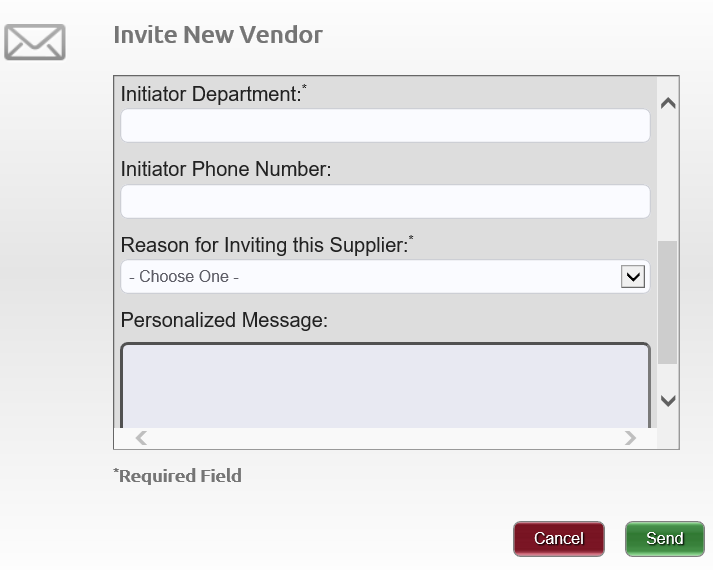 Invite New Vendor
Initiator Department:*
Initiator Phone Number:
Reason for Inviting this Supplier:*
- Choose One -
Personalized Message:
*Required Field
Cancel Send